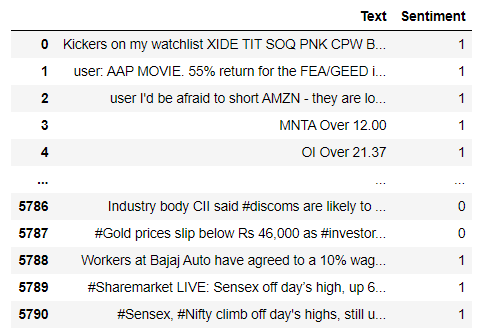 Text Sentiment
0 Kickers on my watchlist XIDE TIT SOQ PNK CPW B... 1
1 user: AAP MOVIE. 55% return for the FEA/GEED i... 1
2 user I'd be afraid to short AMZN - they are lo... 1
3 MNTA Over 12.00 1
4 OI Over 21.37 1
... ... ...
5786 Industry body CII said #discoms are likely to ... 0
5787 #Gold prices slip below Rs 46,000 as #investor... 0
5788 Workers at Bajaj Auto have agreed to a 10% wag... 1
5789 #Sharemarket LIVE: Sensex off day’s high, up 6... 1
5790 #Sensex, #Nifty climb off day's highs, still u... 1